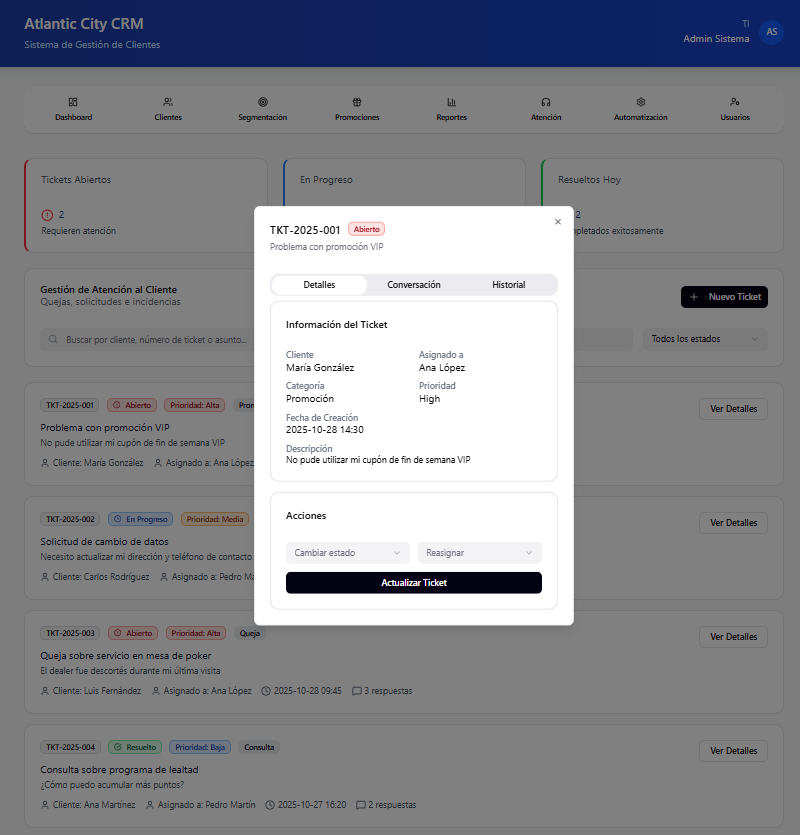 Atlantic City CRM
Sistema de Gestión de Clientes
TI
Admin Sistema
AS
Dashboard
Clientes
Segmentación
Promociones
Reportes
Atención
Automatización
Usuarios
Tickets Abiertos
2
Requieren atención
En Progreso
Resueltos Hoy
2
pletados exitosamente
Gestión de Atención al Cliente
Quejas, solicitudes e incidencias
Nuevo Ticket
Buscar por cliente, número de ticket o asunto...
Todos los estados
TKT-2025-001 Abierto
Problema con promoción VIP
×
Detalles Conversación Historial
Información del Ticket
Cliente
María González
Asignado a
Ana López
Categoría
Promoción
Prioridad
High
Fecha de Creación
2025-10-28 14:30
Descripción
No pude utilizar mi cupón de fin de semana VIP
Acciones
Cambiar estado
Reasignar
Actualizar Ticket
TKT-2025-001 Abierto Prioridad: Alta Pron
Problema con promoción VIP
No pude utilizar mi cupón de fin de semana VIP
Cliente: María González Asignado a: Ana López
Ver Detalles
TKT-2025-002 En Progreso Prioridad: Media
Solicitud de cambio de datos
Necesito actualizar mi dirección y teléfono de contacto
Cliente: Carlos Rodríguez Asignado a: Pedro Ma
Ver Detalles
TKT-2025-003 Abierto Prioridad: Alta Queja
Queja sobre servicio en mesa de poker
El dealer fue descortés durante mi última visita
Cliente: Luis Fernández Asignado a: Ana López 2025-10-28 09:45 3 respuestas
Ver Detalles
TKT-2025-004 Resuelto Prioridad: Baja Consulta
Consulta sobre programa de lealtad
¿Cómo puedo acumular más puntos?
Cliente: Ana Martínez Asignado a: Pedro Martín 2025-10-27 16:20 2 respuestas
Ver Detalles